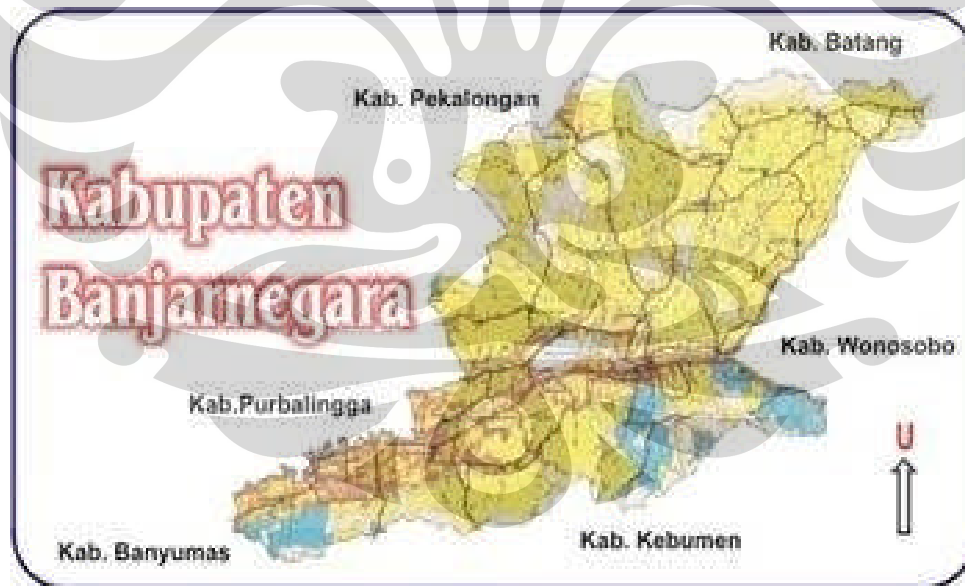 Kab. Batang
Kab. Pekalongan
Kabupaten
Banjarnegara
Kab. Wonosobo
Kab.Purbalingga
U
Kab. Kebumen
Kab. Banyumas